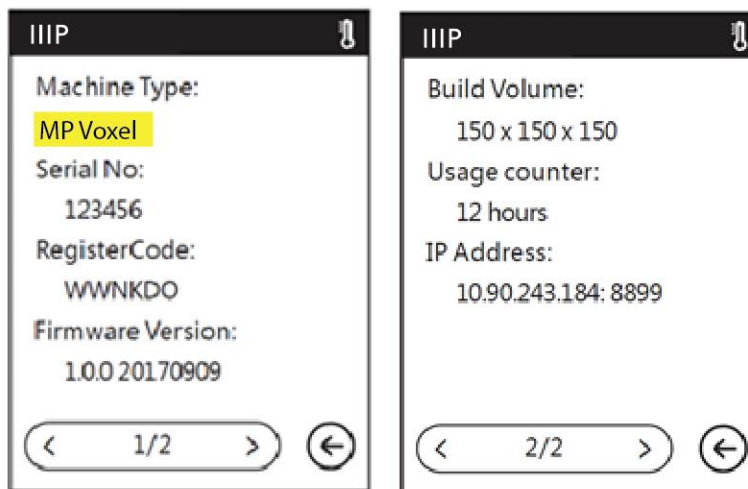 IIIP
Machine Type:
MP Voxel
Serial No:
123456
RegisterCode:
WWNKDO
Firmware Version:
1.0.0 20170909
1/2
IIIP
Build Volume:
150 x 150 x 150
Usage counter:
12 hours
IP Address:
10.90.243.184: 8899
2/2